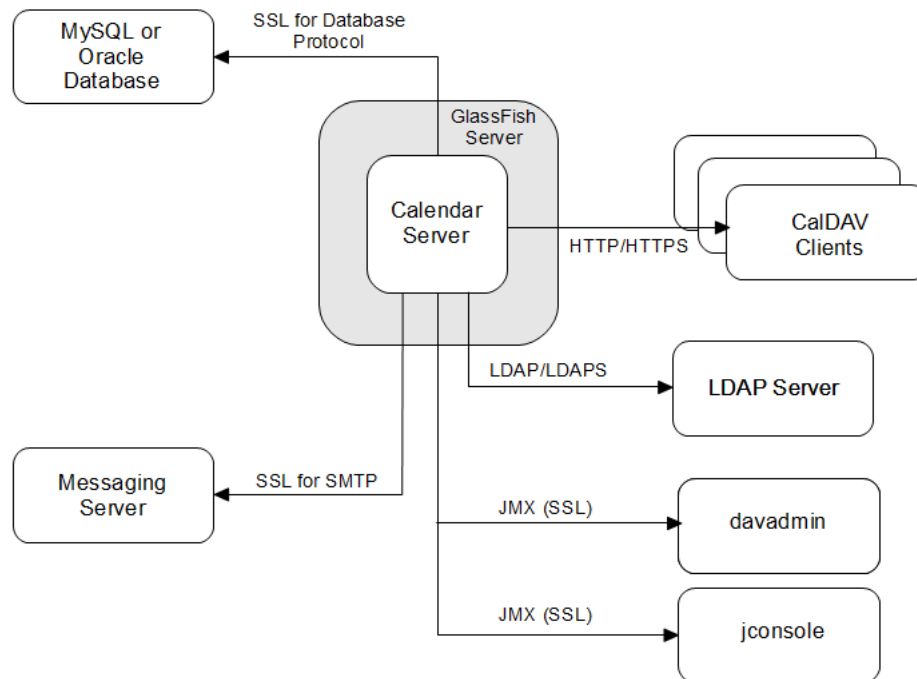 MySQL or
Oracle
Database
SSL for Database
Protocol
GlassFish
Server
Calendar
Server
HTTP/HTTPS
CalDAV
Clients
LDAP/LDAPS
LDAP Server
Messaging
Server
SSL for SMTP
JMX (SSL)
davadmin
JMX (SSL)
jconsole